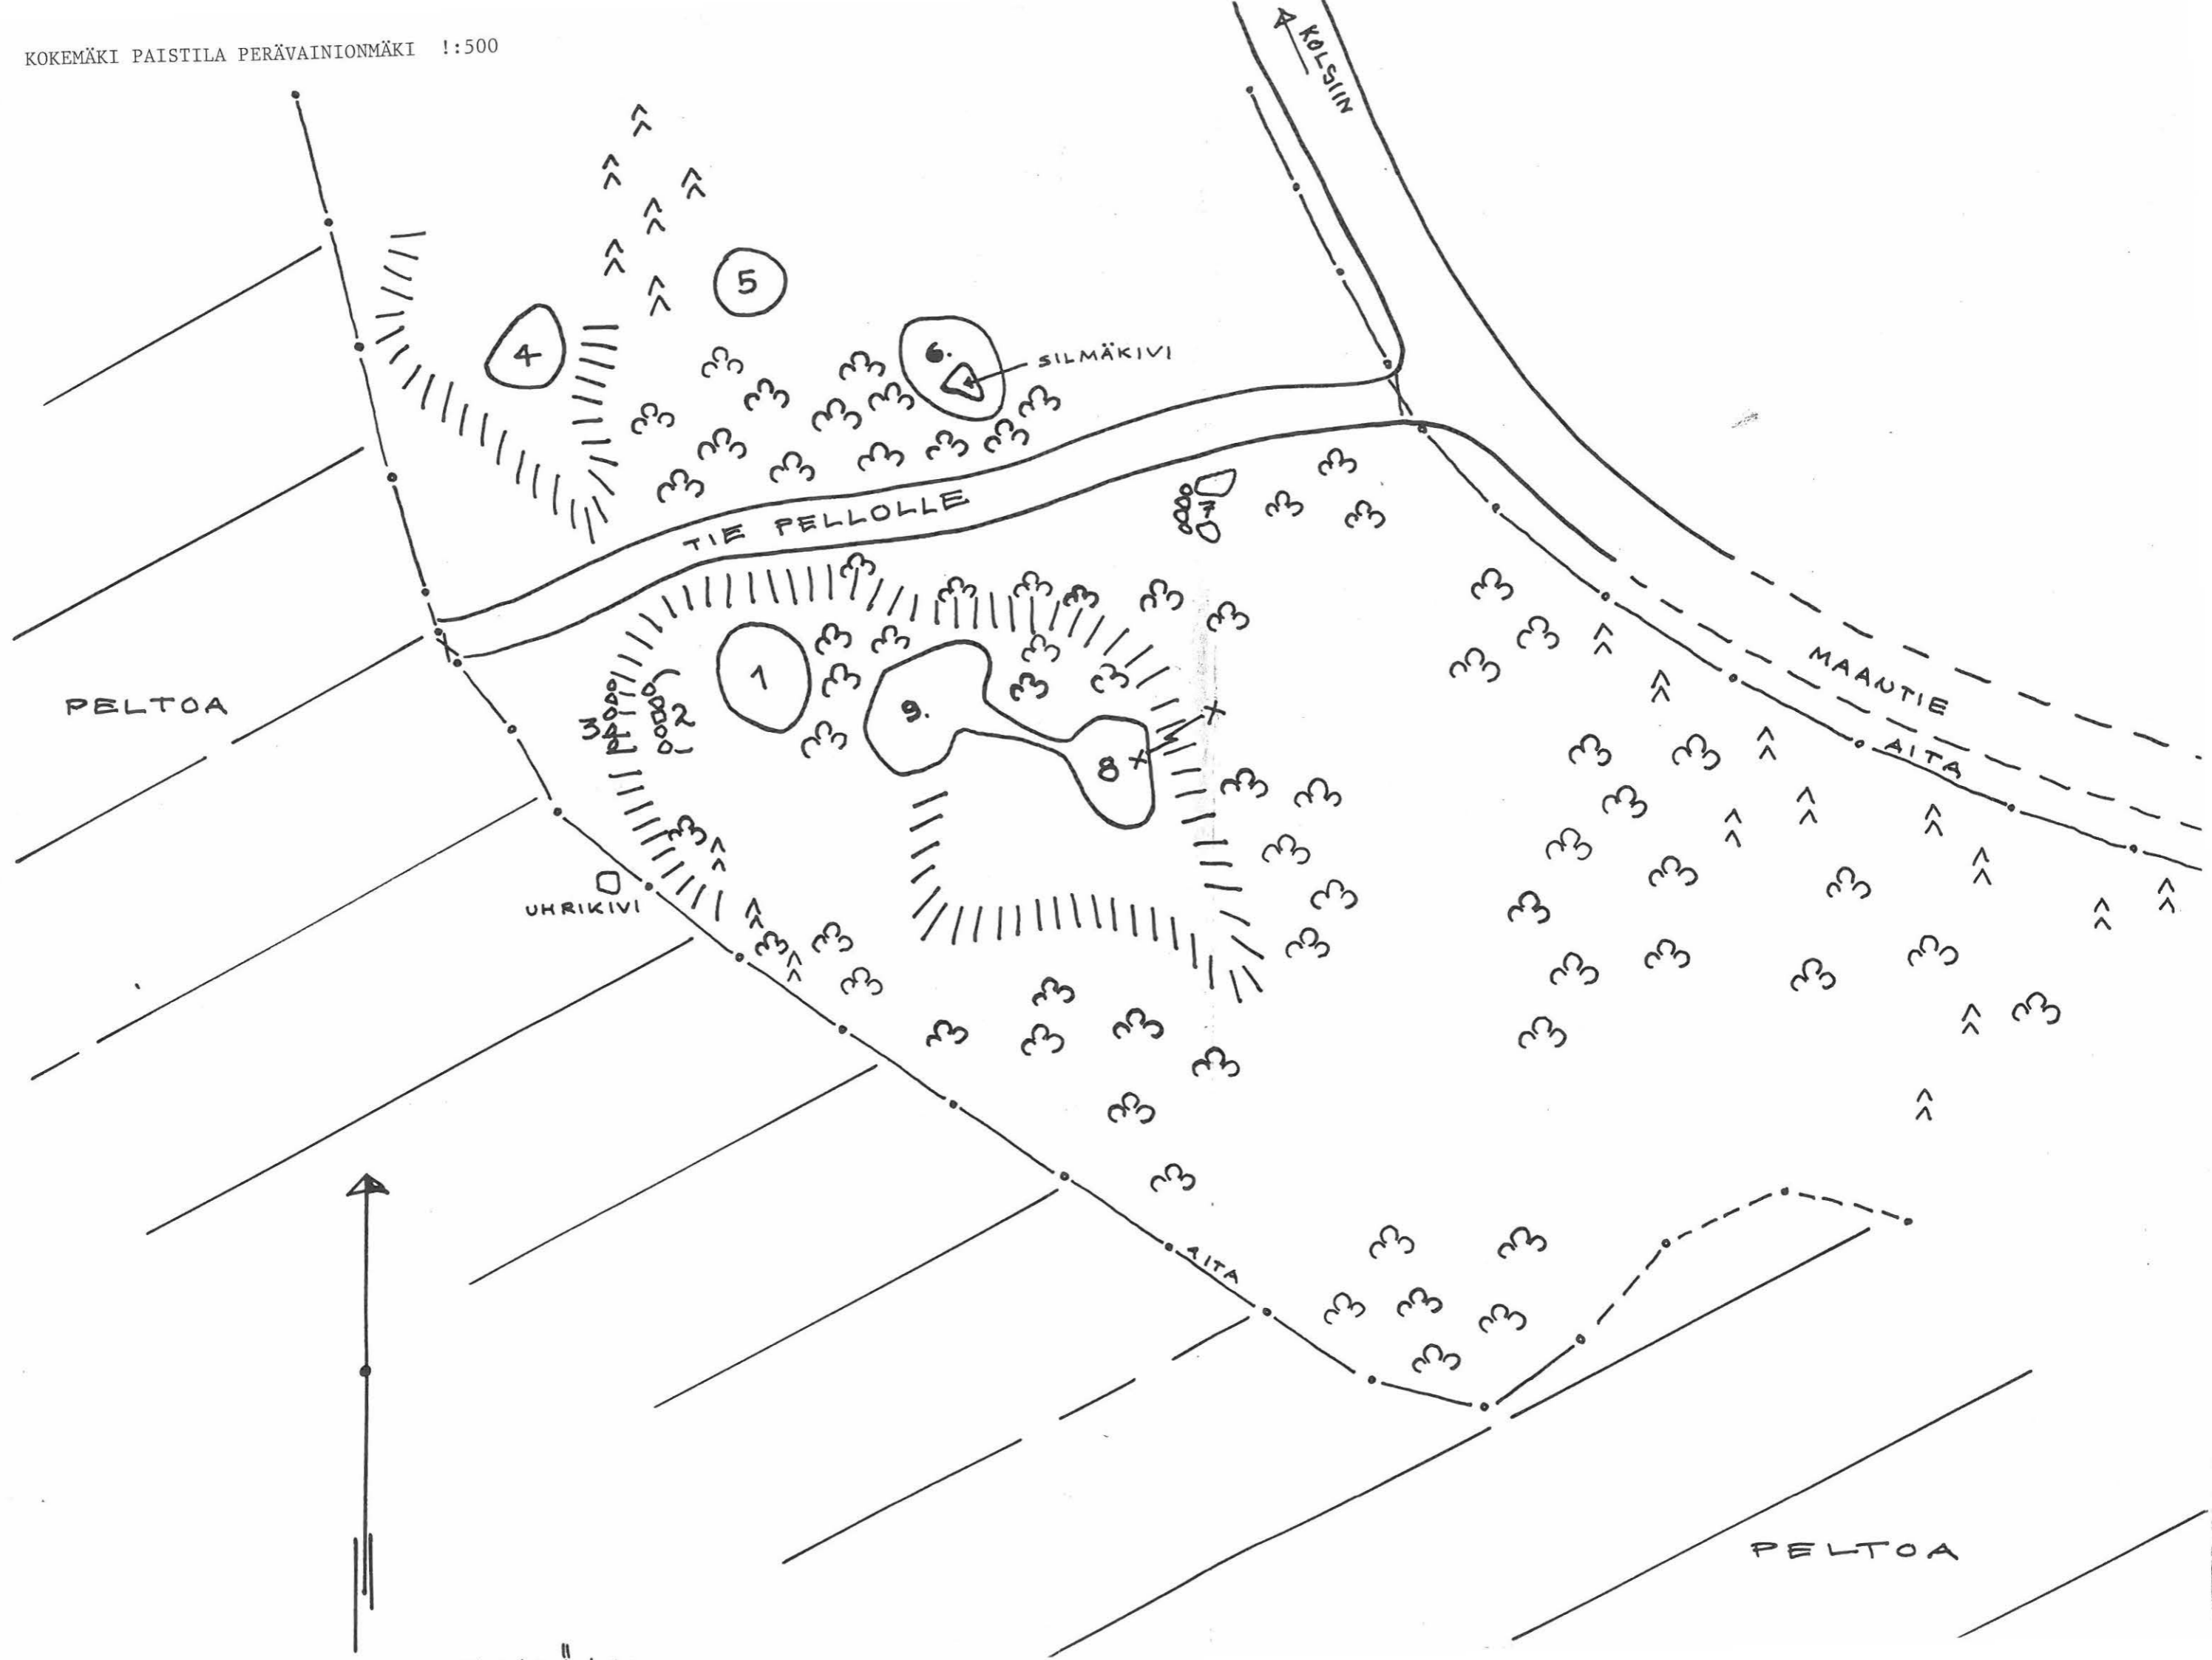 KOKEMÄKI PAISTILA PERÄVAINIONMÄKI !:500
KOLSIIN
5
4
6.
SILMÄKIVI
TIE PELLOLLE
7
1
2
3
9.
8
PELTOA
MAANTIE
AITA
UHRIKIVI
AITA
PELTOA